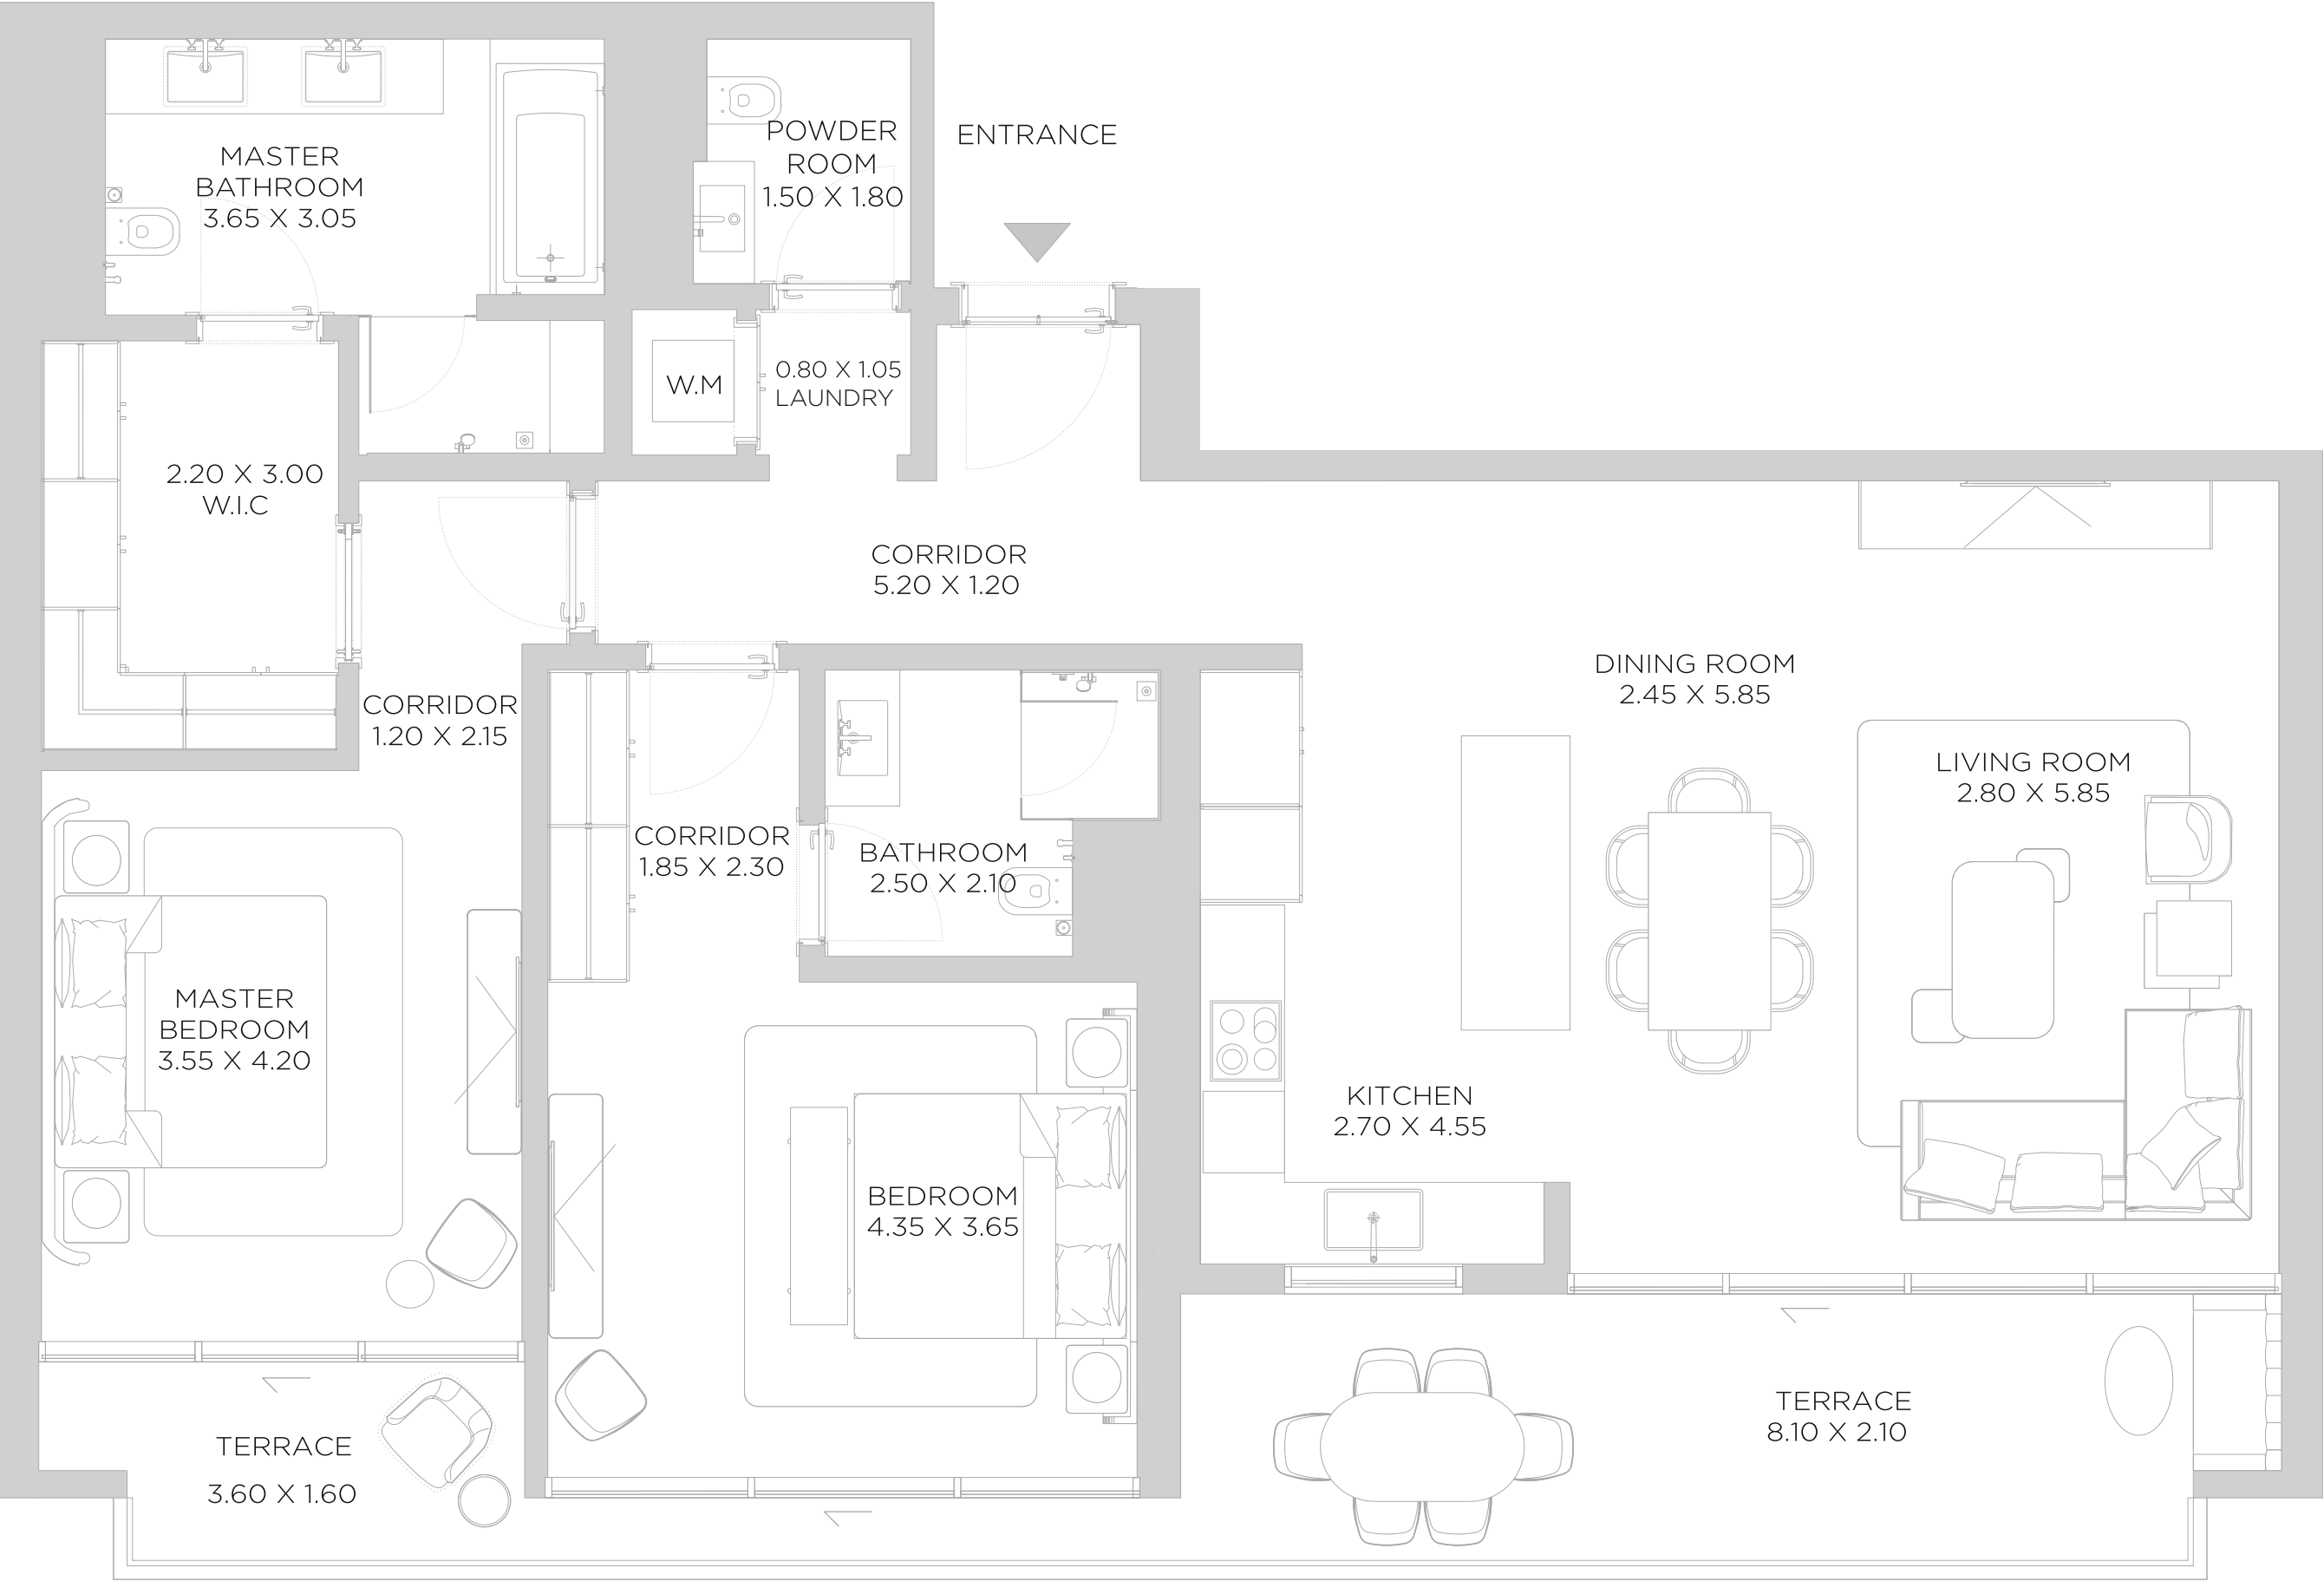 MASTER
BATHROOM
3.65 X 3.05
POWDER
ROOM
1.50 X 1.80
ENTRANCE
W.M
0.80 X 1.05
LAUNDRY
2.20 X 3.00
W.I.C
CORRIDOR
5.20 X 1.20
CORRIDOR
1.20 X 2.15
DINING ROOM
2.45 X 5.85
LIVING ROOM
2.80 X 5.85
CORRIDOR
1.85 X 2.30
BATHROOM
2.50 X 2.10
MASTER
BEDROOM
3.55 X 4.20
KITCHEN
2.70 X 4.55
BEDROOM
4.35 X 3.65
TERRACE
3.60 X 1.60
TERRACE
8.10 X 2.10